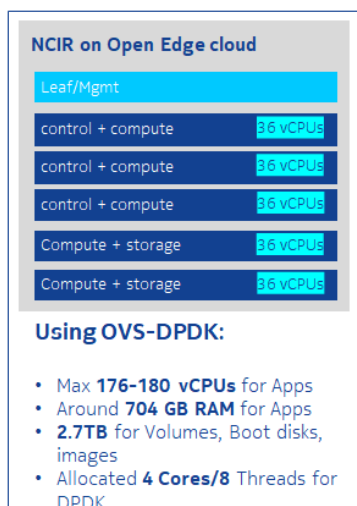 NCIR on Open Edge cloud
Leaf/Mgmt
control + compute 36 vCPUs
control + compute 36 vCPUs
control + compute 36 vCPUs
Compute + storage 36 vCPUs
Compute + storage 36 vCPUs
Using OVS-DPDK:
• Max 176-180 vCPUs for Apps
• Around 704 GB RAM for Apps
• 2.7TB for Volumes, Boot disks,
images
• Allocated 4 Cores/8 Threads for
DPDK